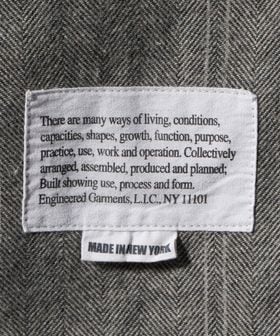 There are many ways of living, conditions,
capacities, shapes, growth, function, purpose,
practice, use, work and operation. Collectively
arranged, assembled, produced and planned;
Built showing use, process and form.
Engineered Garments, L.I.C., NY 11101
MADE IN NEW YORK